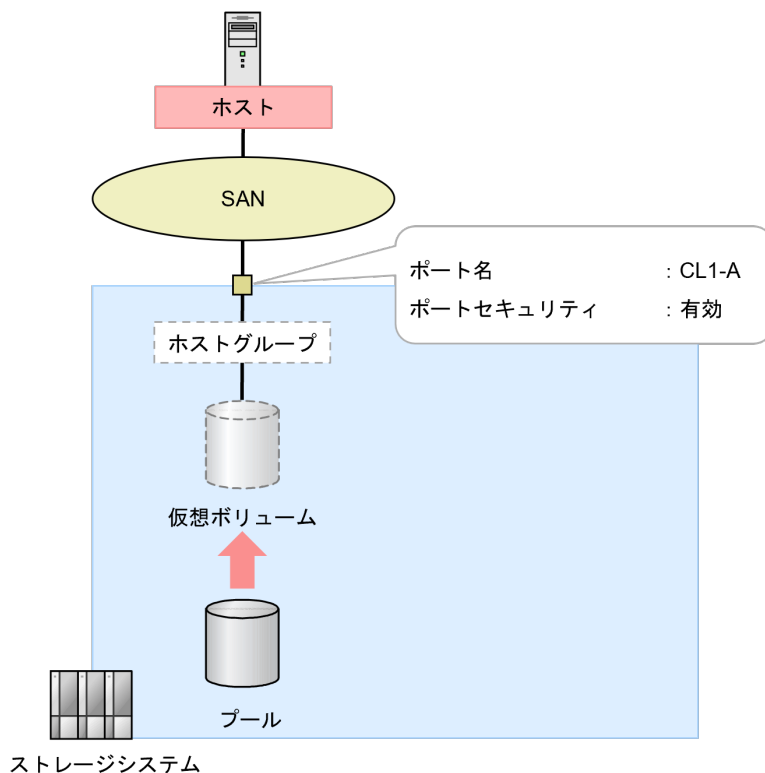 ホスト
SAN
ポート名 : CL1-A
ポートセキュリティ : 有効
ホストグループ
仮想ボリューム
プール
ストレージシステム